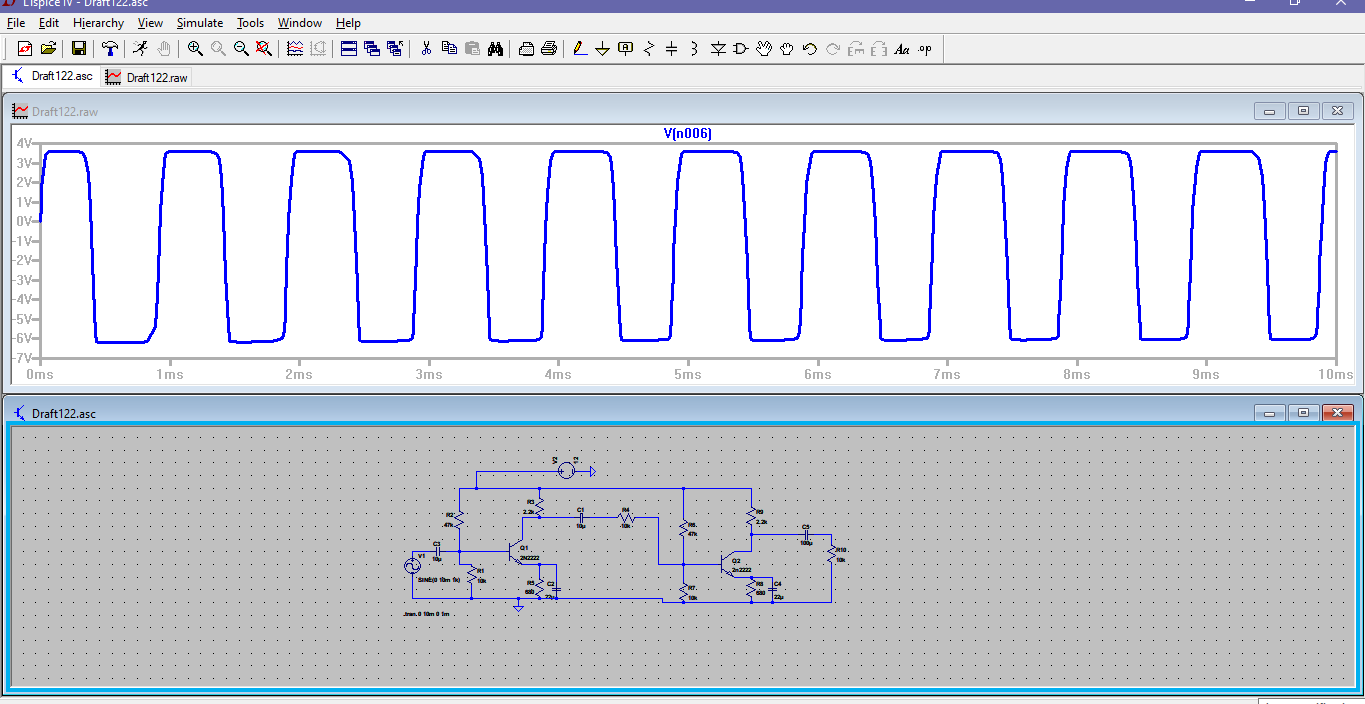 LTspice IV - Draft122.asc
File Edit Hierarchy View Simulate Tools Window Help
Draft122.asc Draft122.raw
Draft122.raw
V(n006)
4V
3V
2V
1V
0V
-1V
-2V
-3V
-4V
-5V
-6V
-7V
0ms 1ms 2ms 3ms 4ms 5ms 6ms 7ms 8ms 9ms 10ms
Draft122.asc
V2
12
R2
47k
R3
2.2k
C1
10µ
R4
10k
R6
47k
R9
2.2k
C5
100µ
R10
10k
C3
10µ
V1
SINE(0 10m 1k)
R1
10k
Q1
2N2222
R5
680
C2
22µ
Q2
2n2222
R7
10k
R8
680
C4
22µ
.tran 0 10m 0 1m